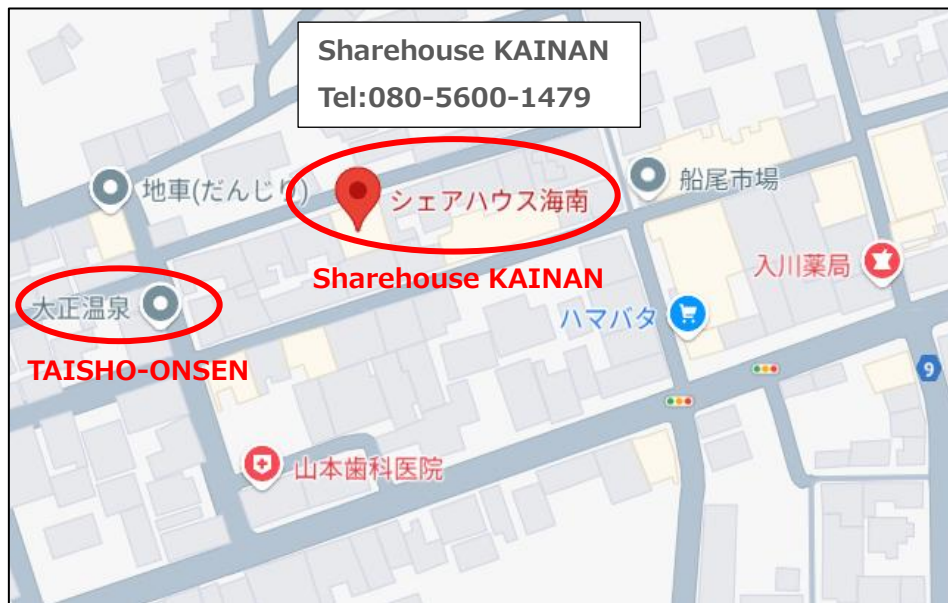 Sharehouse KAINAN
Tel:080-5600-1479
地車(だんじり)
シェアハウス海南
船尾市場
Sharehouse KAINAN
入川薬局
大正温泉
ハマバタ
TAISHO-ONSEN
9
山本歯科医院